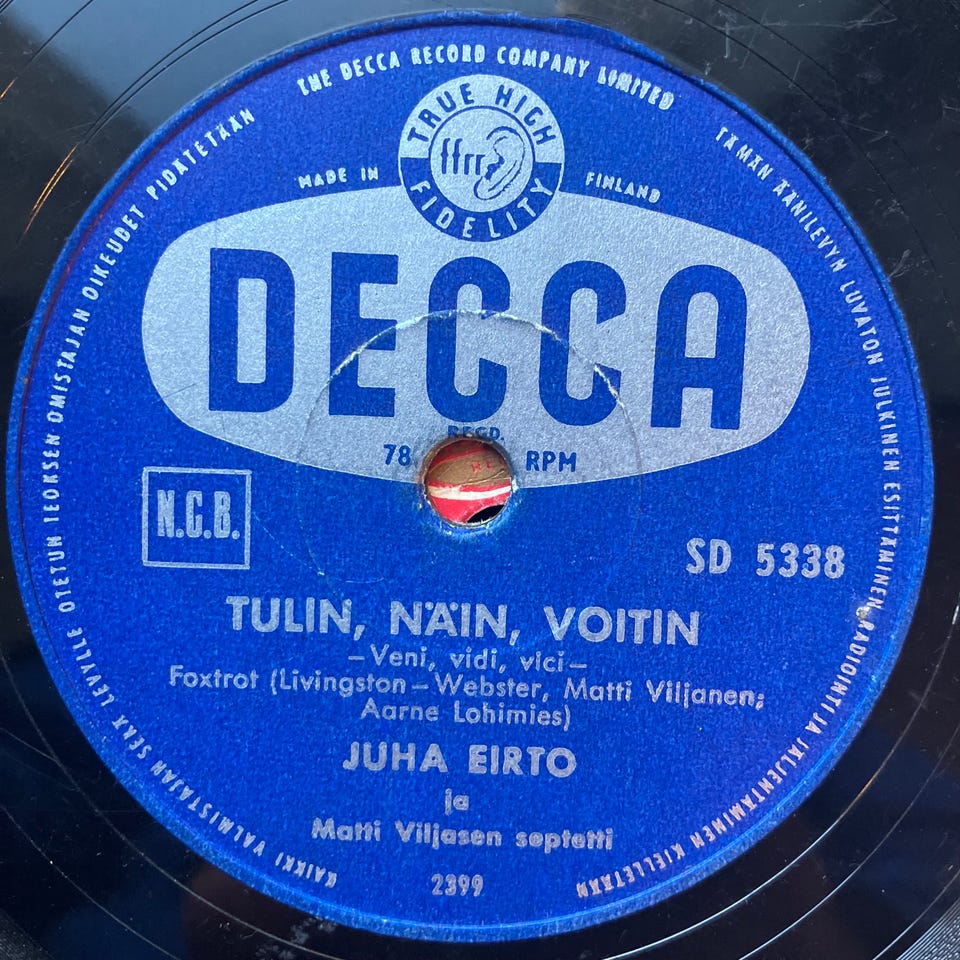 THE DECCA RECORD COMPANY LIMITED
TÄMÄN ÄÄNILEVYN LUVATON JULKINEN ESITTÄMINEN, RADIOINTI JA JÄLJENTÄMINEN KIELLETÄÄN
KAIKKI VALMISTAJAN SEKÄ LEVYLLE OTETUN TEOKSEN OMISTAJAN OIKEUDET PIDÄTETÄÄN
TRUE HIGH
ffrr
FIDELITY
MADE IN FINLAND
DECCA
REGD.
78 RPM
N.C.B.
SD 5338
TULIN, NÄIN, VOITIN
—Veni, vidi, vici—
Foxtrot (Livingston—Webster, Matti Viljanen;
Aarne Lohimies)
JUHA EIRTO
ja
Matti Viljasen septetti
2399